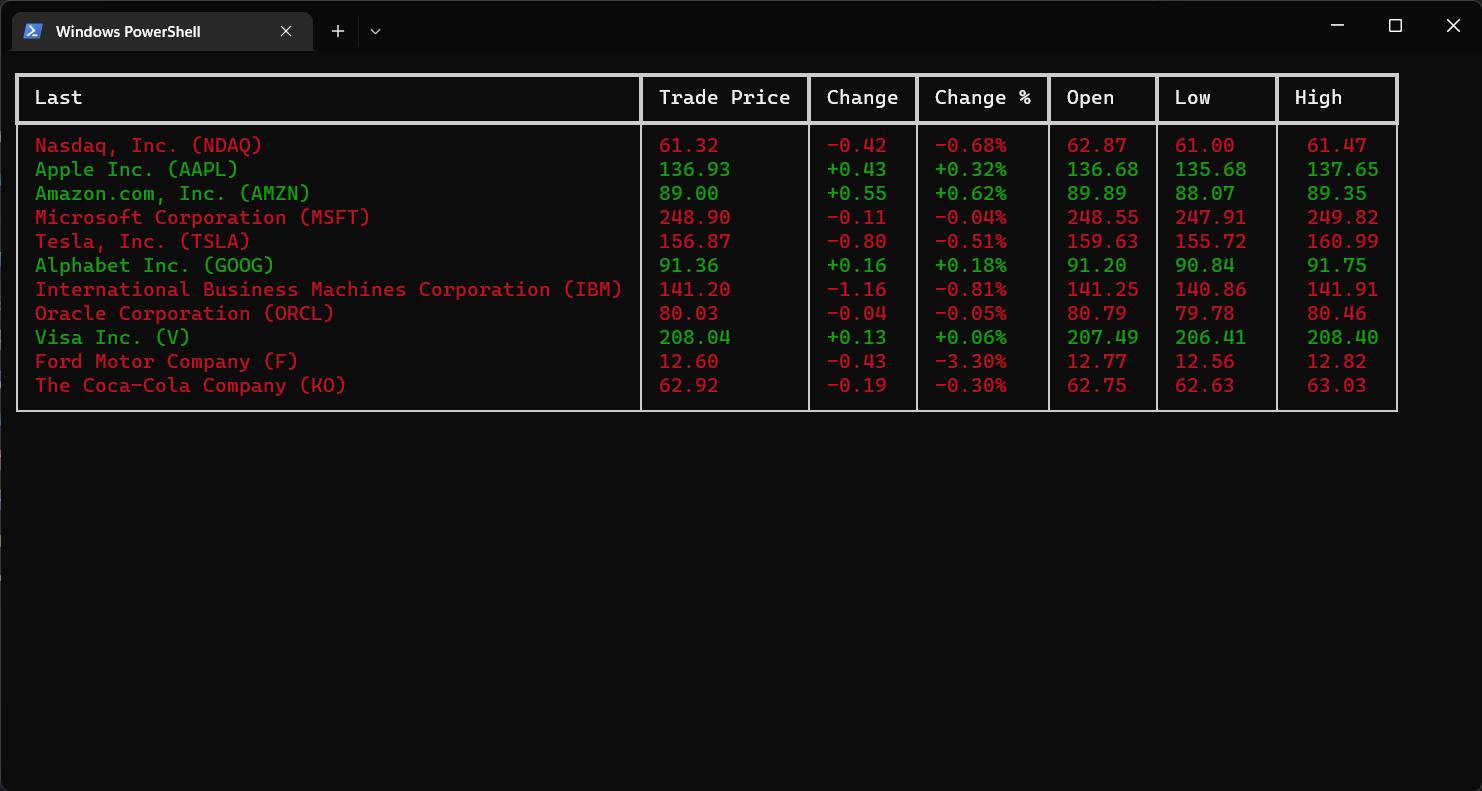 Windows PowerShell
Last Trade Price Change Change % Open Low High
Nasdaq, Inc. (NDAQ) 61.32 −0.42 −0.68% 62.87 61.00 61.47
Apple Inc. (AAPL) 136.93 +0.43 +0.32% 136.68 135.68 137.65
Amazon.com, Inc. (AMZN) 89.00 +0.55 +0.62% 89.89 88.07 89.35
Microsoft Corporation (MSFT) 248.90 −0.11 −0.04% 248.55 247.91 249.82
Tesla, Inc. (TSLA) 156.87 −0.80 −0.51% 159.63 155.72 160.99
Alphabet Inc. (GOOG) 91.36 +0.16 +0.18% 91.20 90.84 91.75
International Business Machines Corporation (IBM) 141.20 −1.16 −0.81% 141.25 140.86 141.91
Oracle Corporation (ORCL) 80.03 −0.04 −0.05% 80.79 79.78 80.46
Visa Inc. (V) 208.04 +0.13 +0.06% 207.49 206.41 208.40
Ford Motor Company (F) 12.60 −0.43 −3.30% 12.77 12.56 12.82
The Coca-Cola Company (KO) 62.92 −0.19 −0.30% 62.75 62.63 63.03